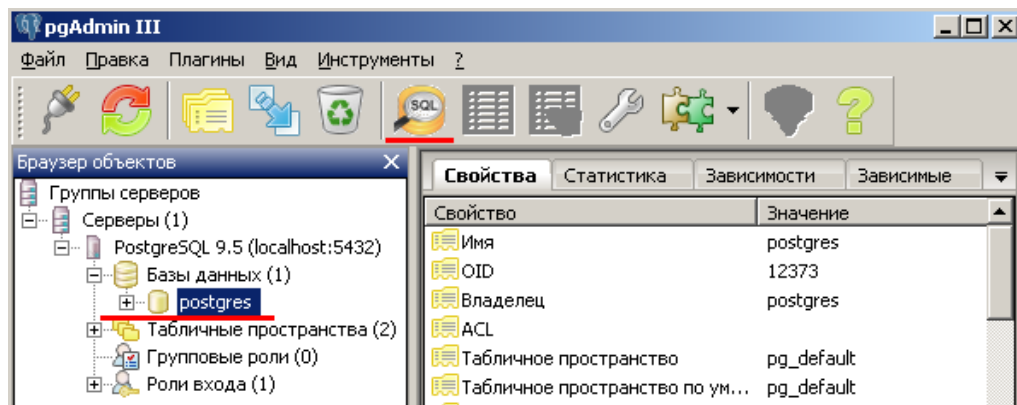 pgAdmin III
Файл Правка Плагины Вид Инструменты ?
SQL
Браузер объектов
Группы серверов
Серверы (1)
PostgreSQL 9.5 (localhost:5432)
Базы данных (1)
postgres
Табличные пространства (2)
Групповые роли (0)
Роли входа (1)
Свойства Статистика Зависимости Зависимые
Свойство Значение
Имя postgres
OID 12373
Владелец postgres
ACL
Табличное пространство pg_default
Табличное пространство по ум... pg_default